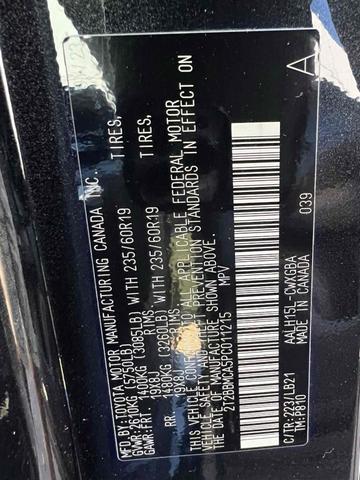 MFD. BY:TOYOTA MOTOR MANUFACTURING CANADA INC.
GVWR:2610KG(5750LB)
GAWR:FRT. 1400KG(3085LB) WITH 235/60R19 TIRES,
19X8J RIMS
RR. 1480KG(3260LB) WITH 235/60R19 TIRES,
19X8J RIMS
THIS VEHICLE CONFORMS TO ALL APPLICABLE FEDERAL MOTOR
VEHICLE SAFETY AND THEFT PREVENTION STANDARDS IN EFFECT ON
THE DATE OF MANUFACTURE SHOWN ABOVE.
2T2BBMCA5PC011215 MPV
A
039
C/TR:223/LB21 AALH15L-CWXGBA
TM:P810 MADE IN CANADA